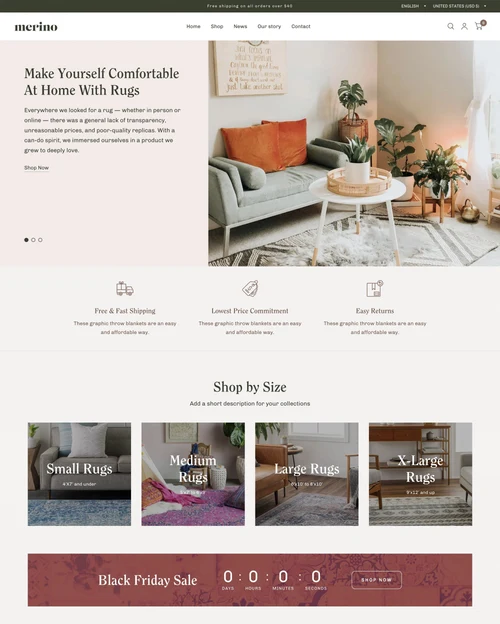 Free shipping on all orders over $40
ENGLISH
UNITED STATES (USD $)
merino
Home Shop News Our story Contact
0
Make Yourself Comfortable
At Home With Rugs
Everywhere we looked for a rug — whether in person or
online — there was a general lack of transparency,
unreasonable prices, and poor-quality replicas. With a
can-do spirit, we immersed ourselves in a product we
grew to deeply love.
Shop Now
Free & Fast Shipping
These graphic throw blankets are an easy
and affordable way.
Lowest Price Commitment
These graphic throw blankets are an easy
and affordable way.
Easy Returns
These graphic throw blankets are an easy
and affordable way.
Shop by Size
Add a short description for your collections
Small Rugs
4'X7' and under
Medium
Rugs
Large Rugs
X-Large
Rugs
9'x12' and up
Black Friday Sale
0 : 0 : 0 : 0
DAYS HOURS MINUTES SECONDS
SHOP NOW